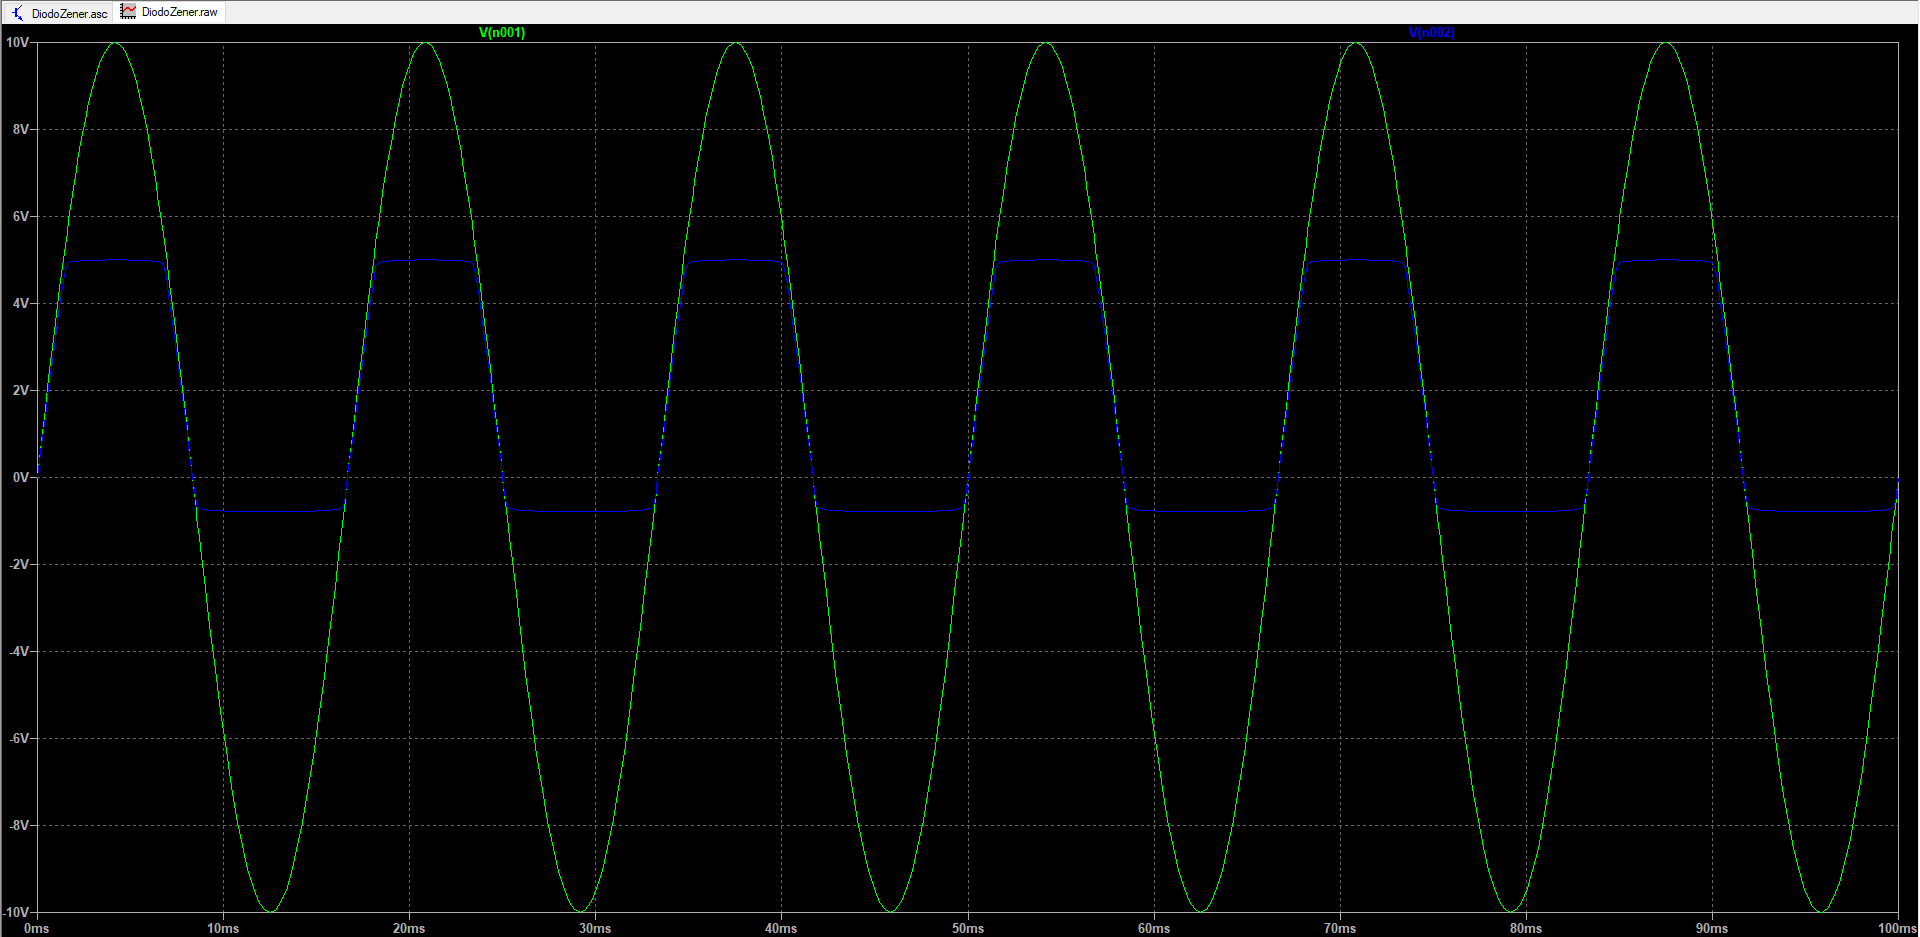 DiodoZener.asc DiodoZener.raw
V(n001) V(n002)
10V
8V
6V
4V
2V
0V
-2V
-4V
-6V
-8V
-10V
0ms 10ms 20ms 30ms 40ms 50ms 60ms 70ms 80ms 90ms 100ms